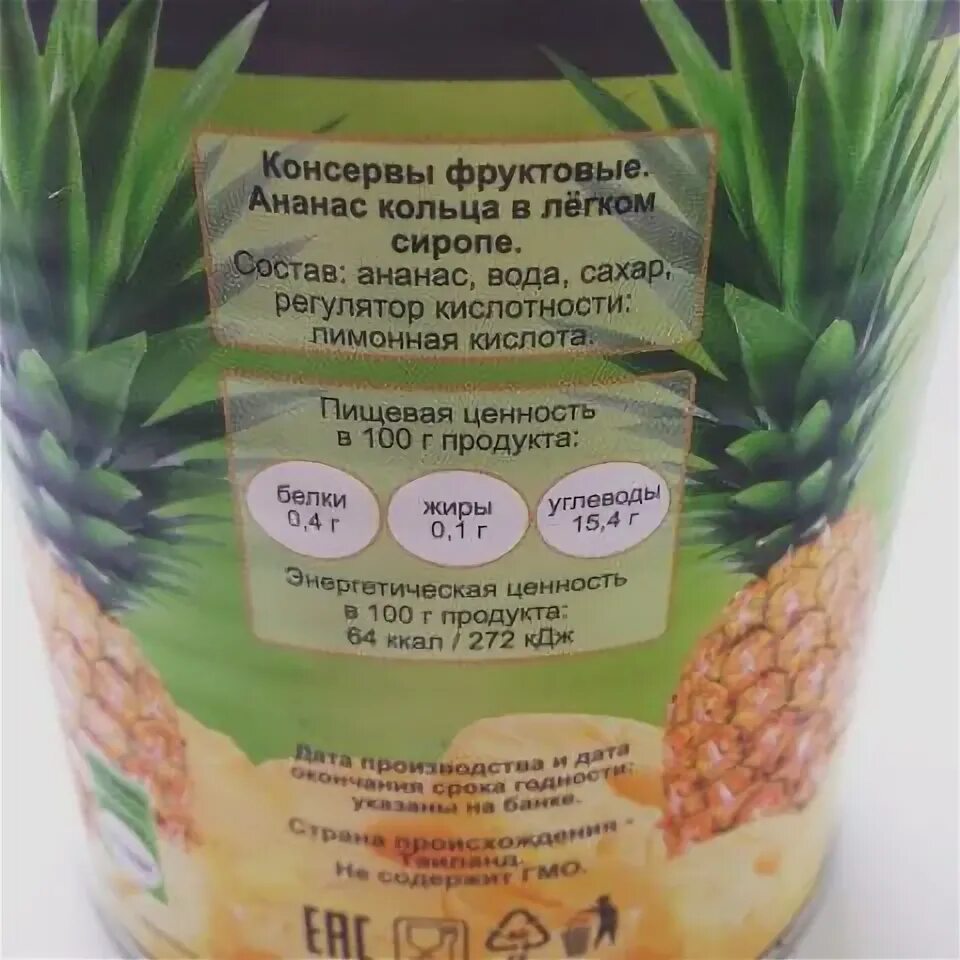 Консервы фруктовые.
Ананас кольца в лёгком
сиропе.
Состав: ананас, вода, сахар,
регулятор кислотности:
лимонная кислота.
Пищевая ценность
в 100 г продукта:
белки
0,4 г
жиры
0,1 г
углеводы
15,4 г
Энергетическая ценность
в 100 г продукта:
64 ккал / 272 кДж
Дата производства и дата
окончания срока годности:
указаны на банке.
Страна происхождения -
Таиланд.
Не содержит ГМО.
EAC